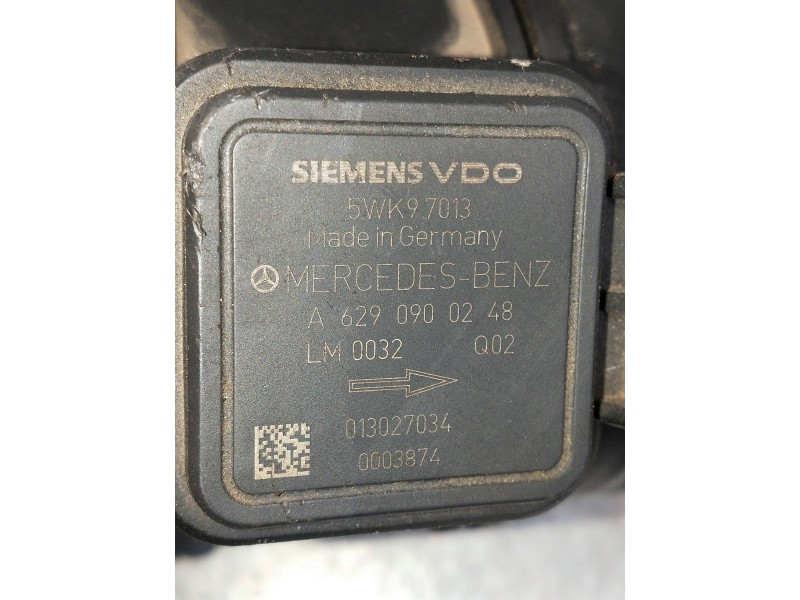 SIEMENS VDO
5WK9 7013
Made in Germany
MERCEDES-BENZ
A 629 090 02 48
LM 0032 Q02
013027034
0003874